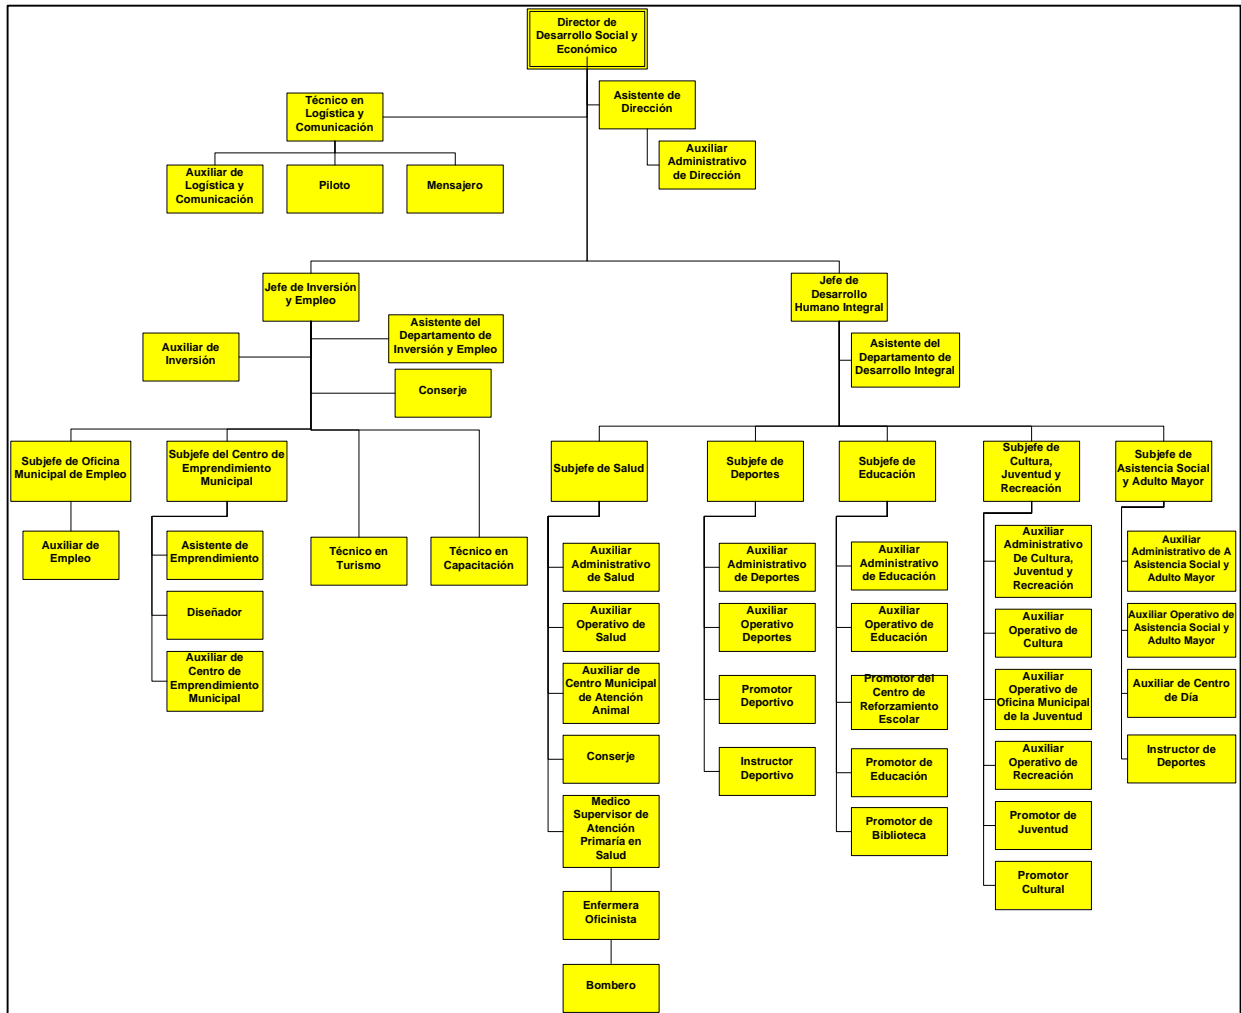 Director de
Desarrollo Social y
Económico
Asistente de
Dirección
Técnico en
Logística y
Comunicación
Auxiliar
Administrativo
de Dirección
Auxiliar de
Logística y
Comunicación
Piloto
Mensajero
Jefe de Inversión
y Empleo
Jefe de
Desarrollo
Humano Integral
Asistente del
Departamento de
Inversión y Empleo
Auxiliar de
Inversión
Asistente del
Departamento de
Desarrollo Integral
Conserje
Subjefe de Oficina
Municipal de Empleo
Subjefe del Centro de
Emprendimiento
Municipal
Subjefe de Salud
Subjefe de
Deportes
Subjefe de
Educación
Subjefe de
Cultura,
Juventud y
Recreación
Subjefe de
Asistencia Social
y Adulto Mayor
Auxiliar de
Empleo
Asistente de
Emprendimiento
Diseñador
Auxiliar de
Centro de
Emprendimiento
Municipal
Técnico en
Turismo
Técnico en
Capacitación
Auxiliar
Administrativo
de Salud
Auxiliar
Operativo de
Salud
Auxiliar de
Centro Municipal
de Atención
Animal
Conserje
Medico
Supervisor de
Atención
Primaría en
Salud
Enfermera
Oficinista
Bombero
Auxiliar
Administrativo
de Deportes
Auxiliar
Operativo
Deportes
Promotor
Deportivo
Instructor
Deportivo
Auxiliar
Administrativo
de Educación
Auxiliar
Operativo de
Educación
Promotor del
Centro de
Reforzamiento
Escolar
Promotor de
Educación
Promotor de
Biblioteca
Auxiliar
Administrativo
De Cultura,
Juventud y
Recreación
Auxiliar
Operativo de
Cultura
Auxiliar
Operativo de
Oficina Municipal
de la Juventud
Auxiliar
Operativo de
Recreación
Promotor de
Juventud
Promotor
Cultural
Auxiliar
Administrativo de A
Asistencia Social y
Adulto Mayor
Auxiliar Operativo de
Asistencia Social y
Adulto Mayor
Auxiliar de Centro
de Día
Instructor de
Deportes